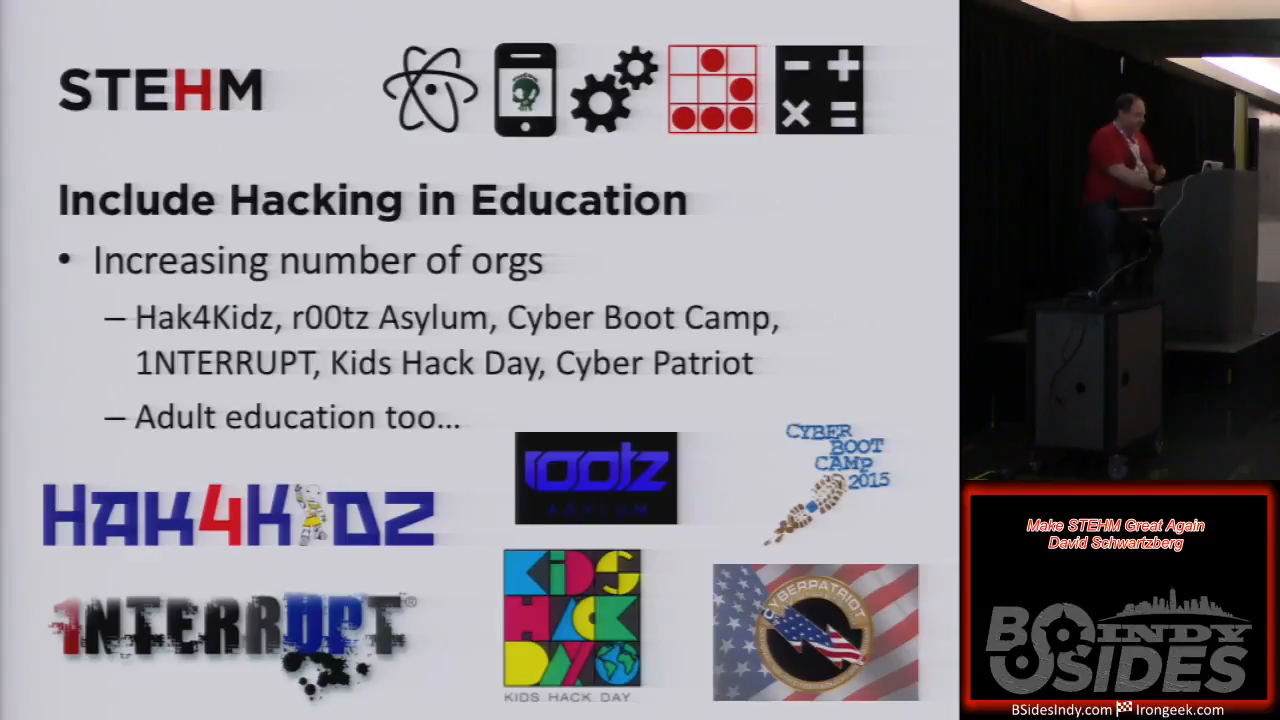 STEHM
Include Hacking in Education
• Increasing number of orgs
– Hak4Kidz, r00tz Asylum, Cyber Boot Camp,
1NTERRUPT, Kids Hack Day, Cyber Patriot
– Adult education too...
HAK4KIDZ
r00tz
ASYLUM
CYBER
BOOT
CAMP
2015
1NTERRUPT®
KiDS
HACK
DAY
KIDS HACK DAY
CYBERPATRIOT
Make STEHM Great Again
David Schwartzberg
BSIDES INDY
BSidesIndy.com Irongeek.com